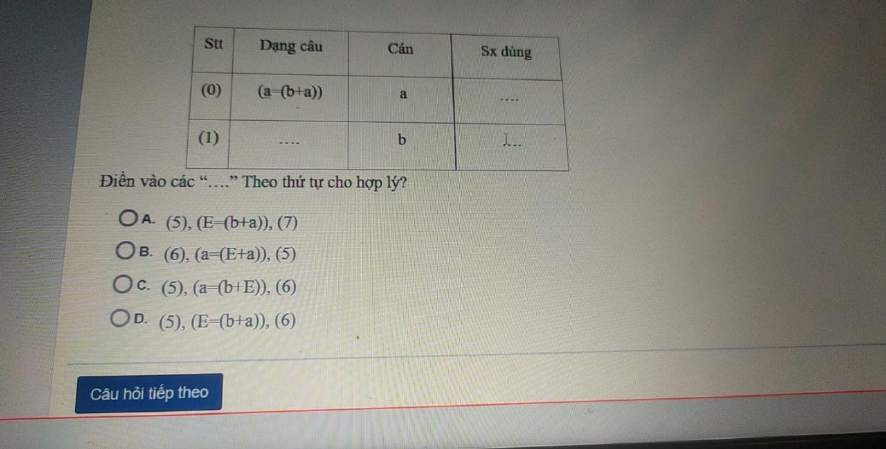 Stt Dạng câu Cán Sx dùng
(0) (a=(b+a)) a ....
(1) .... b ....
Điền vào các “….” Theo thứ tự cho hợp lý?
A. (5), (E=(b+a)), (7)
B. (6), (a=(E+a)), (5)
C. (5), (a=(b+E)), (6)
D. (5), (E=(b+a)), (6)
Câu hỏi tiếp theo